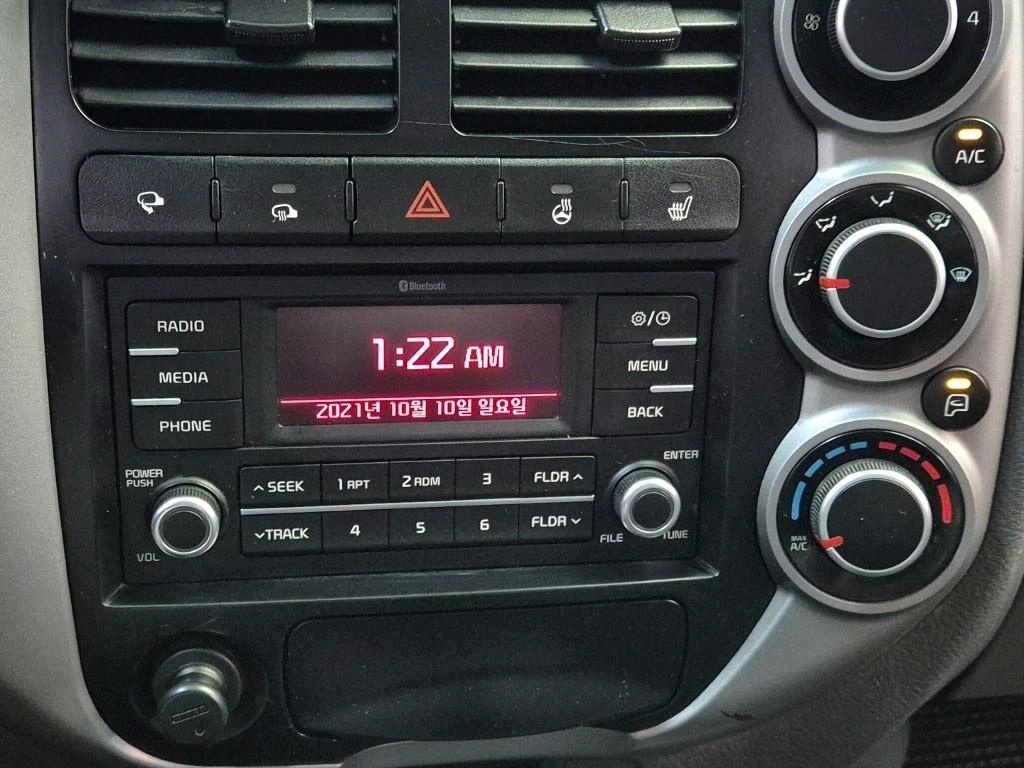 4
A/C
Bluetooth
RADIO
MEDIA
PHONE
1:22 AM
2021년 10월 10일 일요일
MENU
BACK
POWER
PUSH
VOL
SEEK
1 RPT
2 RDM
3
FLDR
TRACK
4
5
6
FLDR
ENTER
FILE
TUNE
MAX
A/C